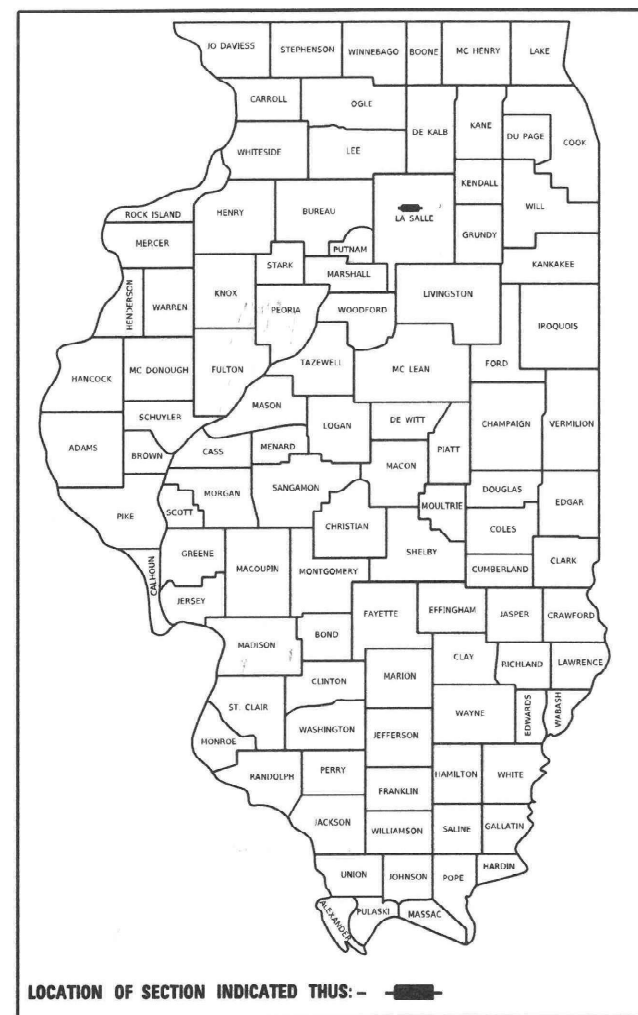 JO DAVIESS
STEPHENSON
WINNEBAGO
BOONE
MC HENRY
LAKE
CARROLL
OGLE
DE KALB
KANE
DU PAGE
COOK
WHITESIDE
LEE
KENDALL
WILL
ROCK ISLAND
HENRY
BUREAU
LA SALLE
GRUNDY
MERCER
PUTNAM
STARK
MARSHALL
KANKAKEE
HENDERSON
WARREN
KNOX
PEORIA
WOODFORD
LIVINGSTON
IROQUOIS
HANCOCK
MC DONOUGH
FULTON
TAZEWELL
MC LEAN
FORD
SCHUYLER
MASON
LOGAN
DE WITT
CHAMPAIGN
VERMILION
ADAMS
BROWN
CASS
MENARD
MACON
PIATT
PIKE
SCOTT
MORGAN
SANGAMON
CHRISTIAN
MOULTRIE
DOUGLAS
EDGAR
COLES
CALHOUN
GREENE
MACOUPIN
MONTGOMERY
SHELBY
CUMBERLAND
CLARK
JERSEY
FAYETTE
EFFINGHAM
JASPER
CRAWFORD
MADISON
BOND
CLAY
RICHLAND
LAWRENCE
CLINTON
MARION
ST. CLAIR
WASHINGTON
WAYNE
EDWARDS
WABASH
MONROE
JEFFERSON
RANDOLPH
PERRY
HAMILTON
WHITE
FRANKLIN
JACKSON
WILLIAMSON
SALINE
GALLATIN
UNION
JOHNSON
POPE
HARDIN
ALEXANDER
PULASKI
MASSAC
LOCATION OF SECTION INDICATED THUS: -